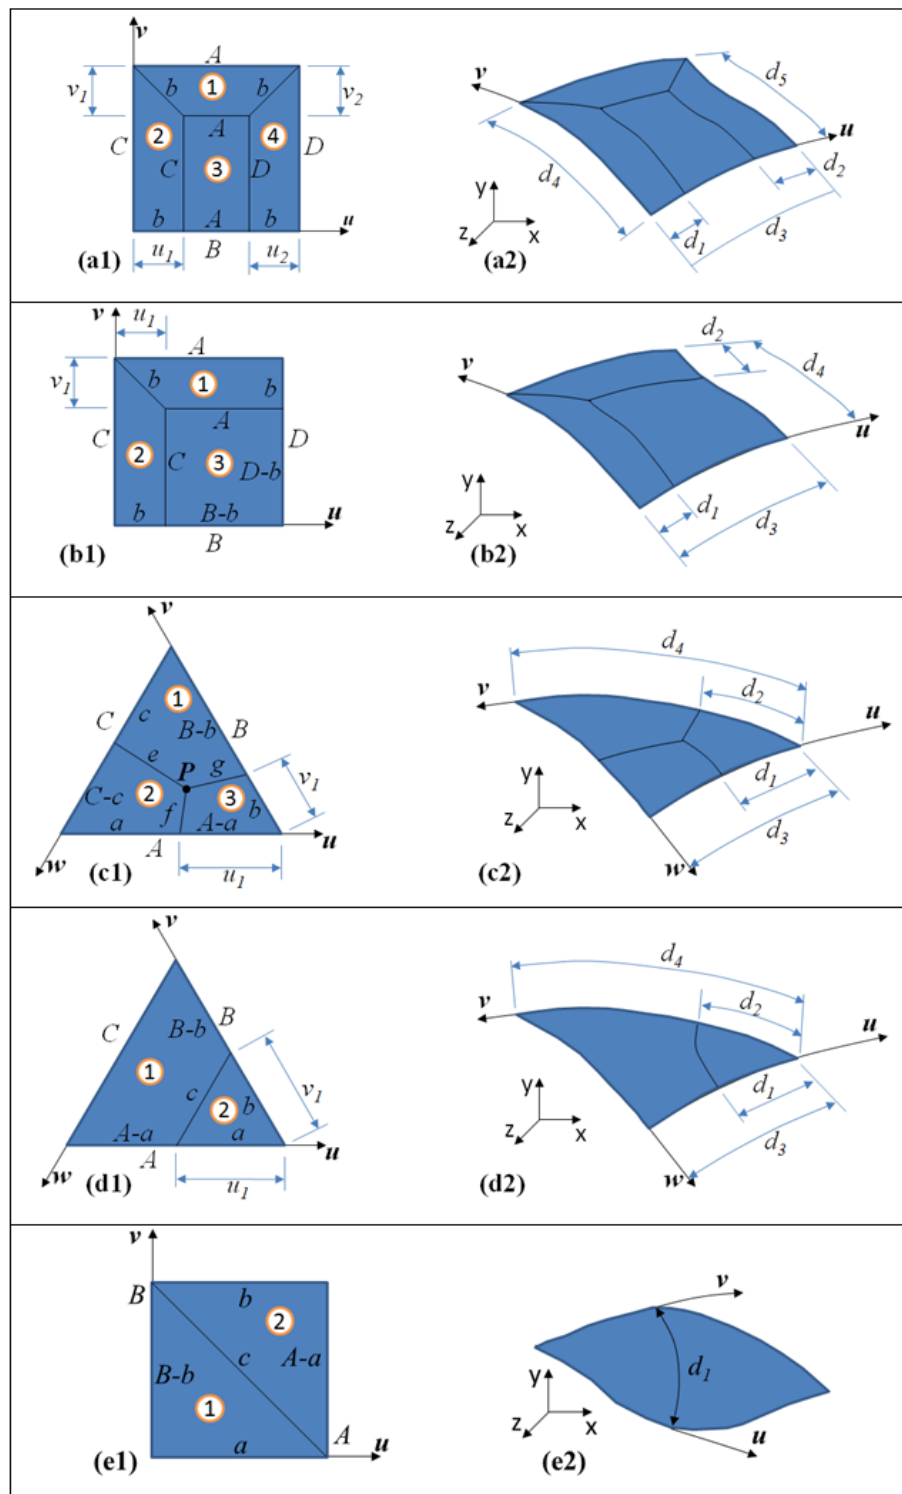 v
A
v1 b 1 b v2
d5
v
u
C 2 A 4 D
C 3 D
d4
d2
y
z x
d1
d3
b A b
u
u1 B u2
(a1)
(a2)
v u1
A
v1 b 1 b
C A D
2 C 3 D-b
b B-b
u
B
(b1)
d2
v
d4
u
y
z x
d1
d3
(b2)
v
1
C c B-b B
e P g v1
C-c 2 3 b
a f A-a
u
w A
u1
(c1)
d4
v d2
u
y
z x
d1
d3
w
(c2)
v
C B-b B
1 c 2 b v1
A-a a
u
w A
u1
(d1)
d4
v d2
u
y
z x
d1
d3
w
(d2)
v
B b
2
c A-a
B-b
1
a A u
(e1)
v
y d1
z x
u
(e2)